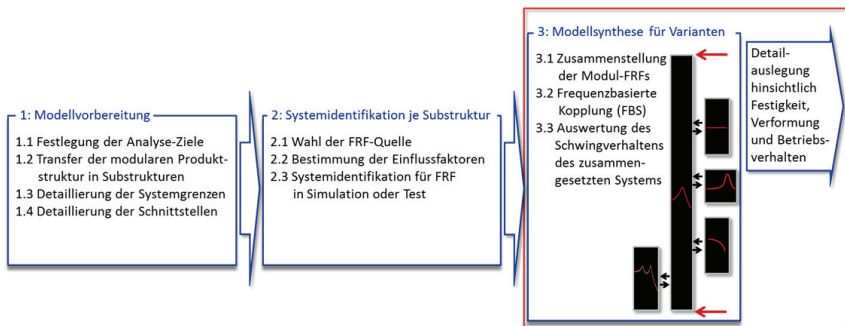 1: Modellvorbereitung
1.1 Festlegung der Analyse-Ziele
1.2 Transfer der modularen Produkt-
struktur in Substrukturen
1.3 Detaillierung der Systemgrenzen
1.4 Detaillierung der Schnittstellen
2: Systemidentifikation je Substruktur
2.1 Wahl der FRF-Quelle
2.2 Bestimmung der Einflussfaktoren
2.3 Systemidentifikation für FRF
in Simulation oder Test
3: Modellsynthese für Varianten
3.1 Zusammenstellung
der Modul-FRFs
3.2 Frequenzbasierte
Kopplung (FBS)
3.3 Auswertung des
Schwingverhaltens
des zusammen-
gesetzten Systems
Detail-
auslegung
hinsichtlich
Festigkeit,
Verformung
und Betriebs-
verhalten